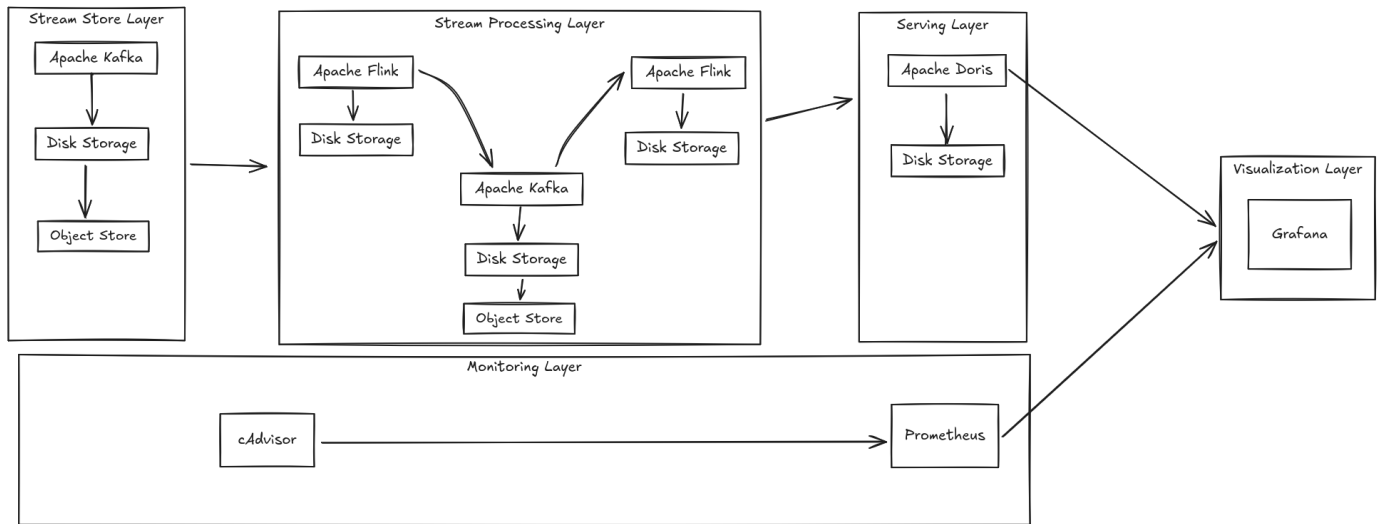 Stream Store Layer
Apache Kafka
Disk Storage
Object Store
Stream Processing Layer
Apache Flink
Disk Storage
Apache Kafka
Disk Storage
Object Store
Apache Flink
Disk Storage
Serving Layer
Apache Doris
Disk Storage
Visualization Layer
Grafana
Monitoring Layer
cAdvisor
Prometheus